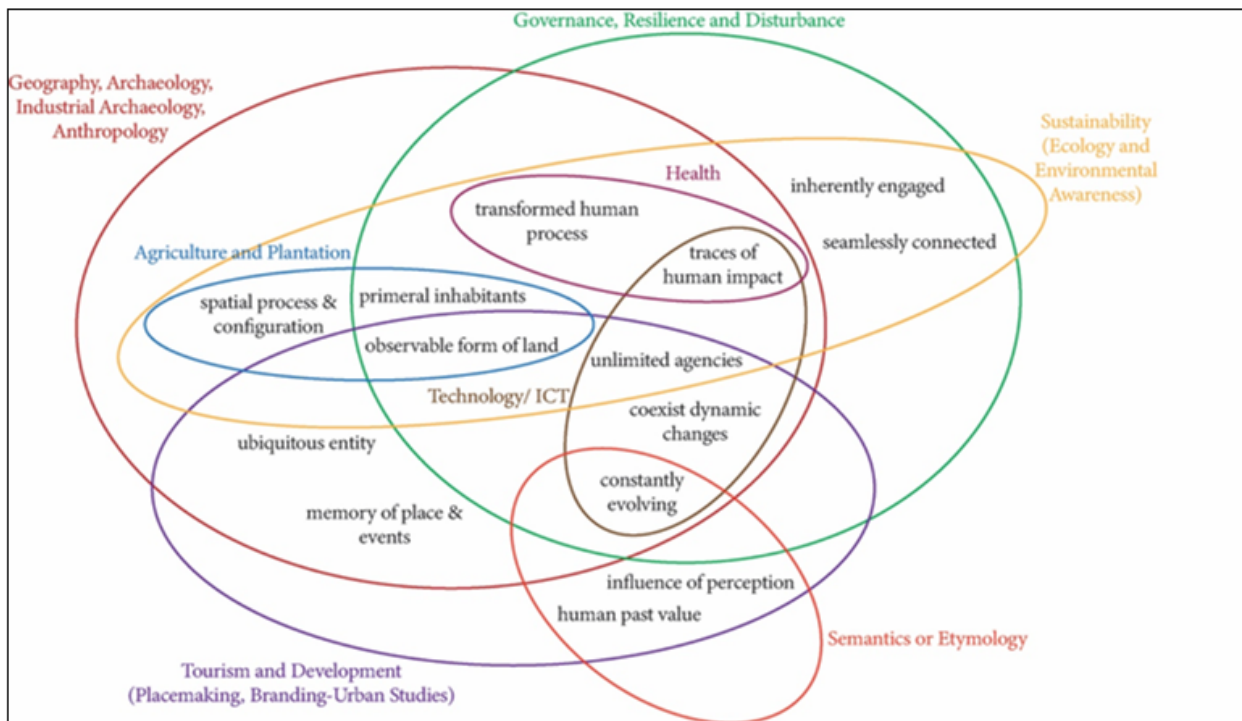 Governance, Resilience and Disturbance
Geography, Archaeology,
Industrial Archaeology,
Anthropology
Sustainability
(Ecology and
Environmental
Awareness)
Health
inherently engaged
transformed human
process
seamlessly connected
traces of
human impact
Agriculture and Plantation
spatial process &
configuration
primeral inhabitants
observable form of land
unlimited agencies
Technology/ ICT
coexist dynamic
changes
ubiquitous entity
constantly
evolving
memory of place &
events
influence of perception
human past value
Semantics or Etymology
Tourism and Development
(Placemaking, Branding-Urban Studies)